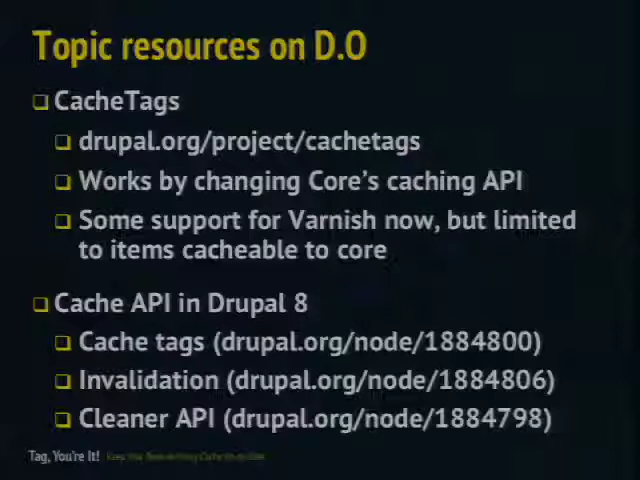 Topic resources on D.O
CacheTags
drupal.org/project/cachetags
Works by changing Core's caching API
Some support for Varnish now, but limited
to items cacheable to core
Cache API in Drupal 8
Cache tags (drupal.org/node/1884800)
Invalidation (drupal.org/node/1884806)
Cleaner API (drupal.org/node/1884798)
Tag, You're It!